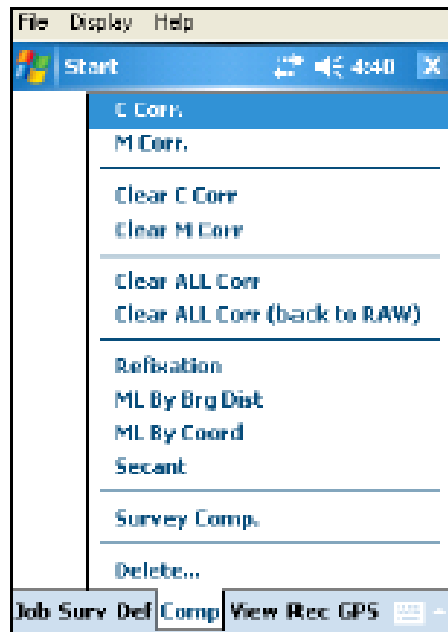 File Display Help
Start 4:40
C Corr.
M Corr.
Clear C Corr
Clear M Corr
Clear ALL Corr
Clear ALL Corr (back to RAW)
Refixation
ML By Brg Dist
ML By Coord
Secant
Survey Comp.
Delete...
Job Surv Def Comp View Rec GPS